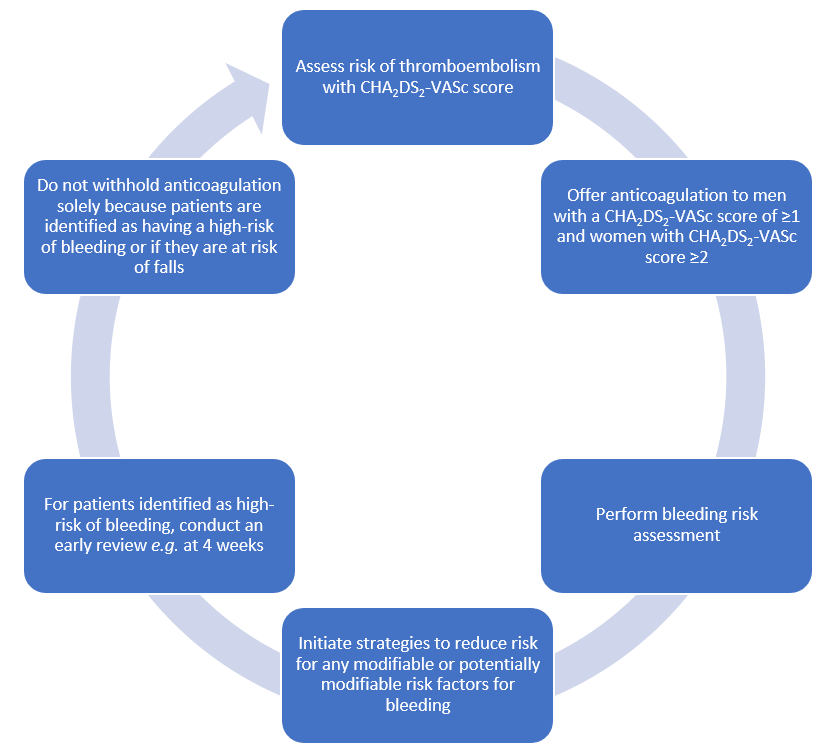 Assess risk of thromboembolism
with CHA₂DS₂-VASc score
Offer anticoagulation to men
with a CHA₂DS₂-VASc score of ≥1
and women with CHA₂DS₂-VASc
score ≥2
Perform bleeding risk
assessment
Initiate strategies to reduce risk
for any modifiable or potentially
modifiable risk factors for
bleeding
For patients identified as high-
risk of bleeding, conduct an
early review e.g. at 4 weeks
Do not withhold anticoagulation
solely because patients are
identified as having a high-risk
of bleeding or if they are at risk
of falls